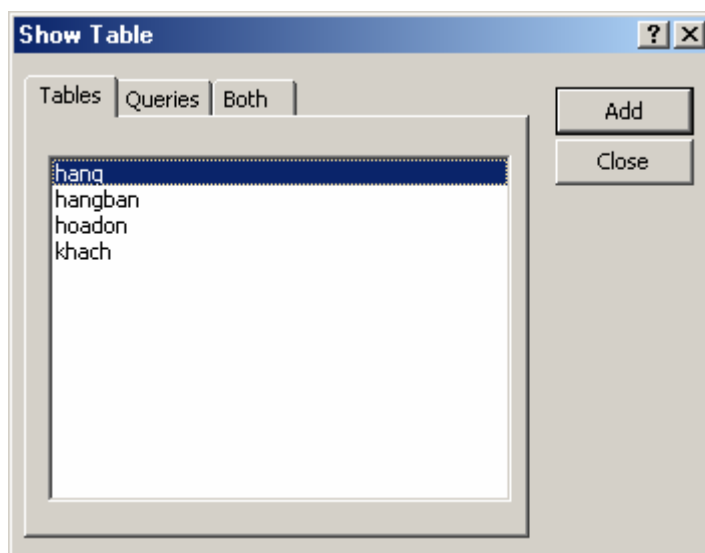 Show Table
Tables Queries Both
Add
Close
hang
hangban
hoadon
khach